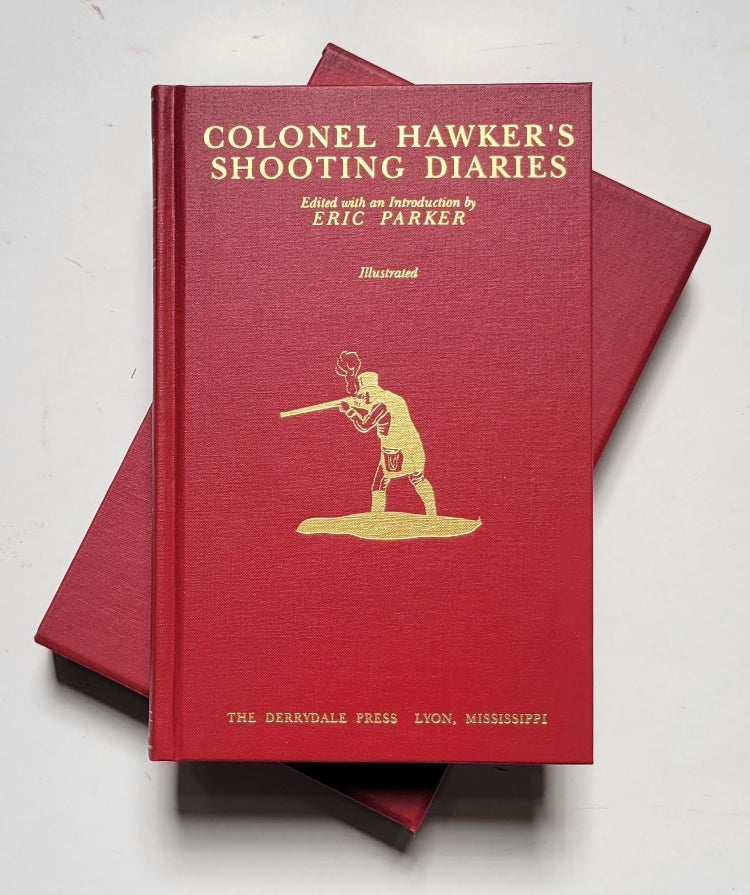 COLONEL HAWKER'S
SHOOTING DIARIES
Edited with an Introduction by
ERIC PARKER
Illustrated
THE DERRYDALE PRESS LYON, MISSISSIPPI